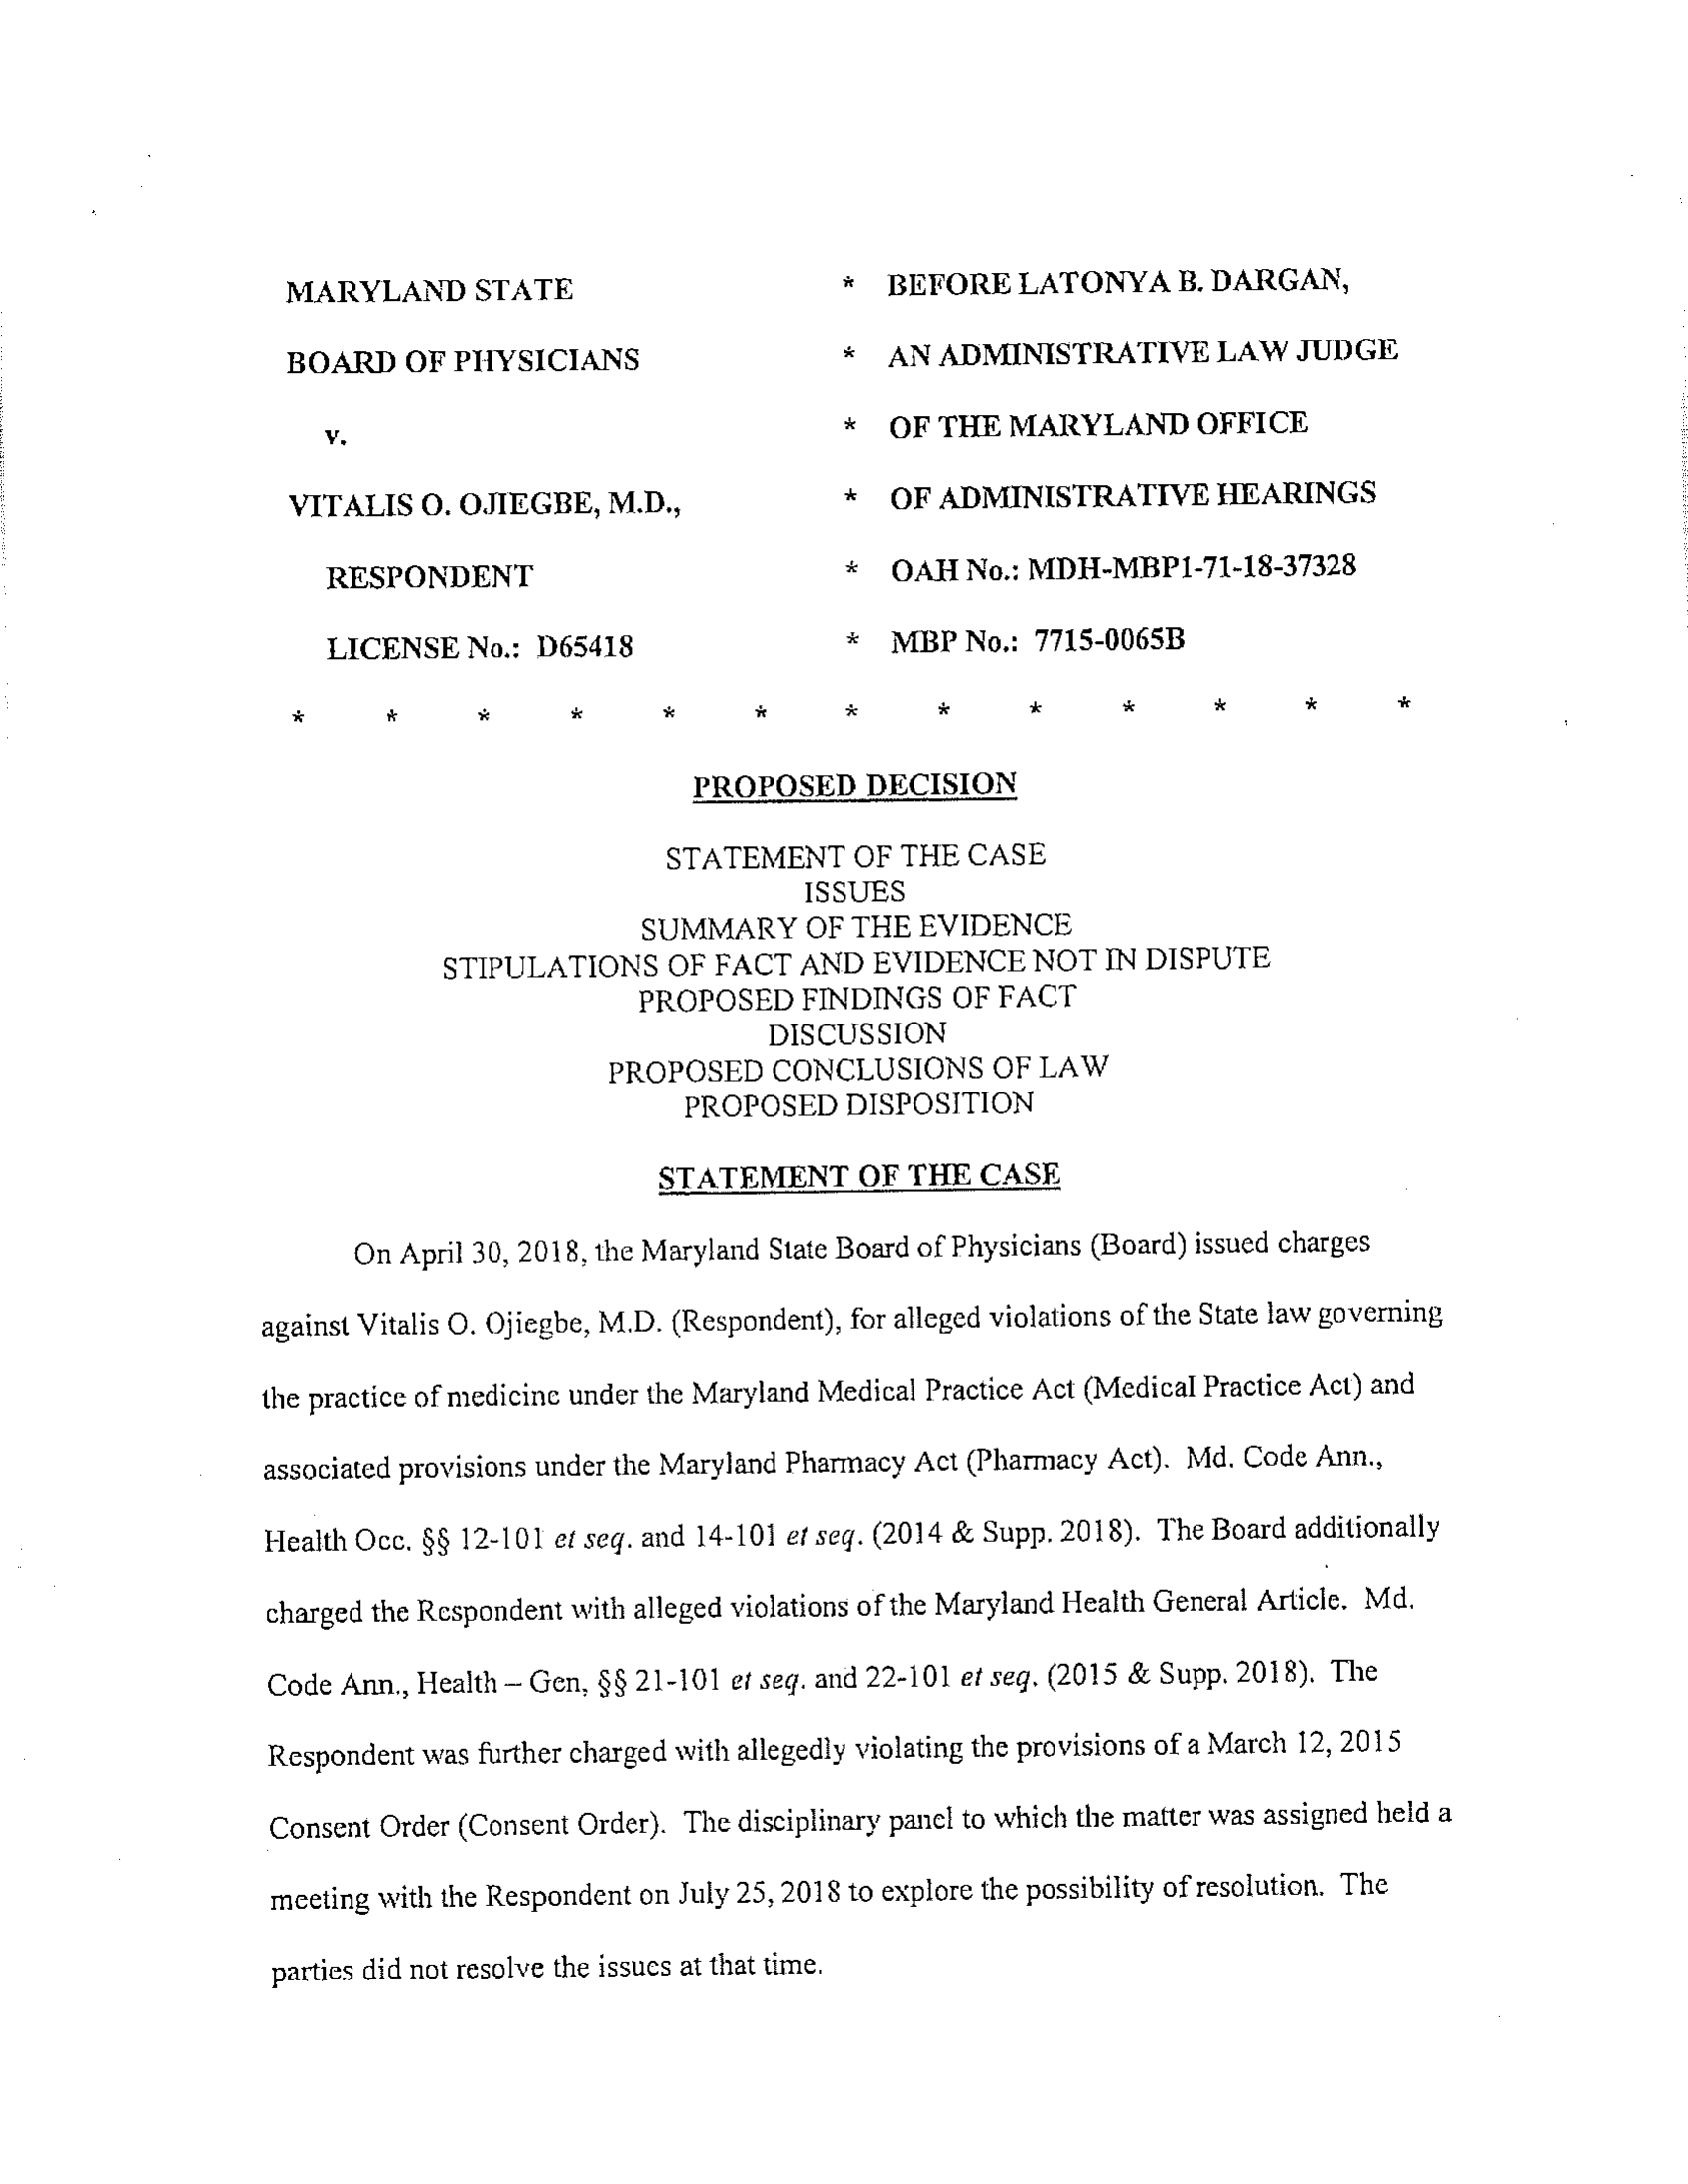 MARYLAND STATE * BEFORE LATONYA B. DARGAN,
BOARD OF PHYSICIANS * AN ADMINISTRATIVE LAW JUDGE
v. * OF THE MARYLAND OFFICE
VITALIS O. OJIEGBE, M.D., * OF ADMINISTRATIVE HEARINGS
RESPONDENT * OAH No.: MDH-MBP1-71-18-37328
LICENSE No.: D65418 * MBP No.: 7715-0065B
* * * * * * * * * * * * *
PROPOSED DECISION
STATEMENT OF THE CASE
ISSUES
SUMMARY OF THE EVIDENCE
STIPULATIONS OF FACT AND EVIDENCE NOT IN DISPUTE
PROPOSED FINDINGS OF FACT
DISCUSSION
PROPOSED CONCLUSIONS OF LAW
PROPOSED DISPOSITION
STATEMENT OF THE CASE
On April 30, 2018, the Maryland State Board of Physicians (Board) issued charges
against Vitalis O. Ojiegbe, M.D. (Respondent), for alleged violations of the State law governing
the practice of medicine under the Maryland Medical Practice Act (Medical Practice Act) and
associated provisions under the Maryland Pharmacy Act (Pharmacy Act). Md. Code Ann.,
Health Occ. §§ 12-101 et seq. and 14-101 et seq. (2014 & Supp. 2018). The Board additionally
charged the Respondent with alleged violations of the Maryland Health General Article. Md.
Code Ann., Health – Gen, §§ 21-101 et seq. and 22-101 et seq. (2015 & Supp. 2018). The
Respondent was further charged with allegedly violating the provisions of a March 12, 2015
Consent Order (Consent Order). The disciplinary panel to which the matter was assigned held a
meeting with the Respondent on July 25, 2018 to explore the possibility of resolution. The
parties did not resolve the issues at that time.